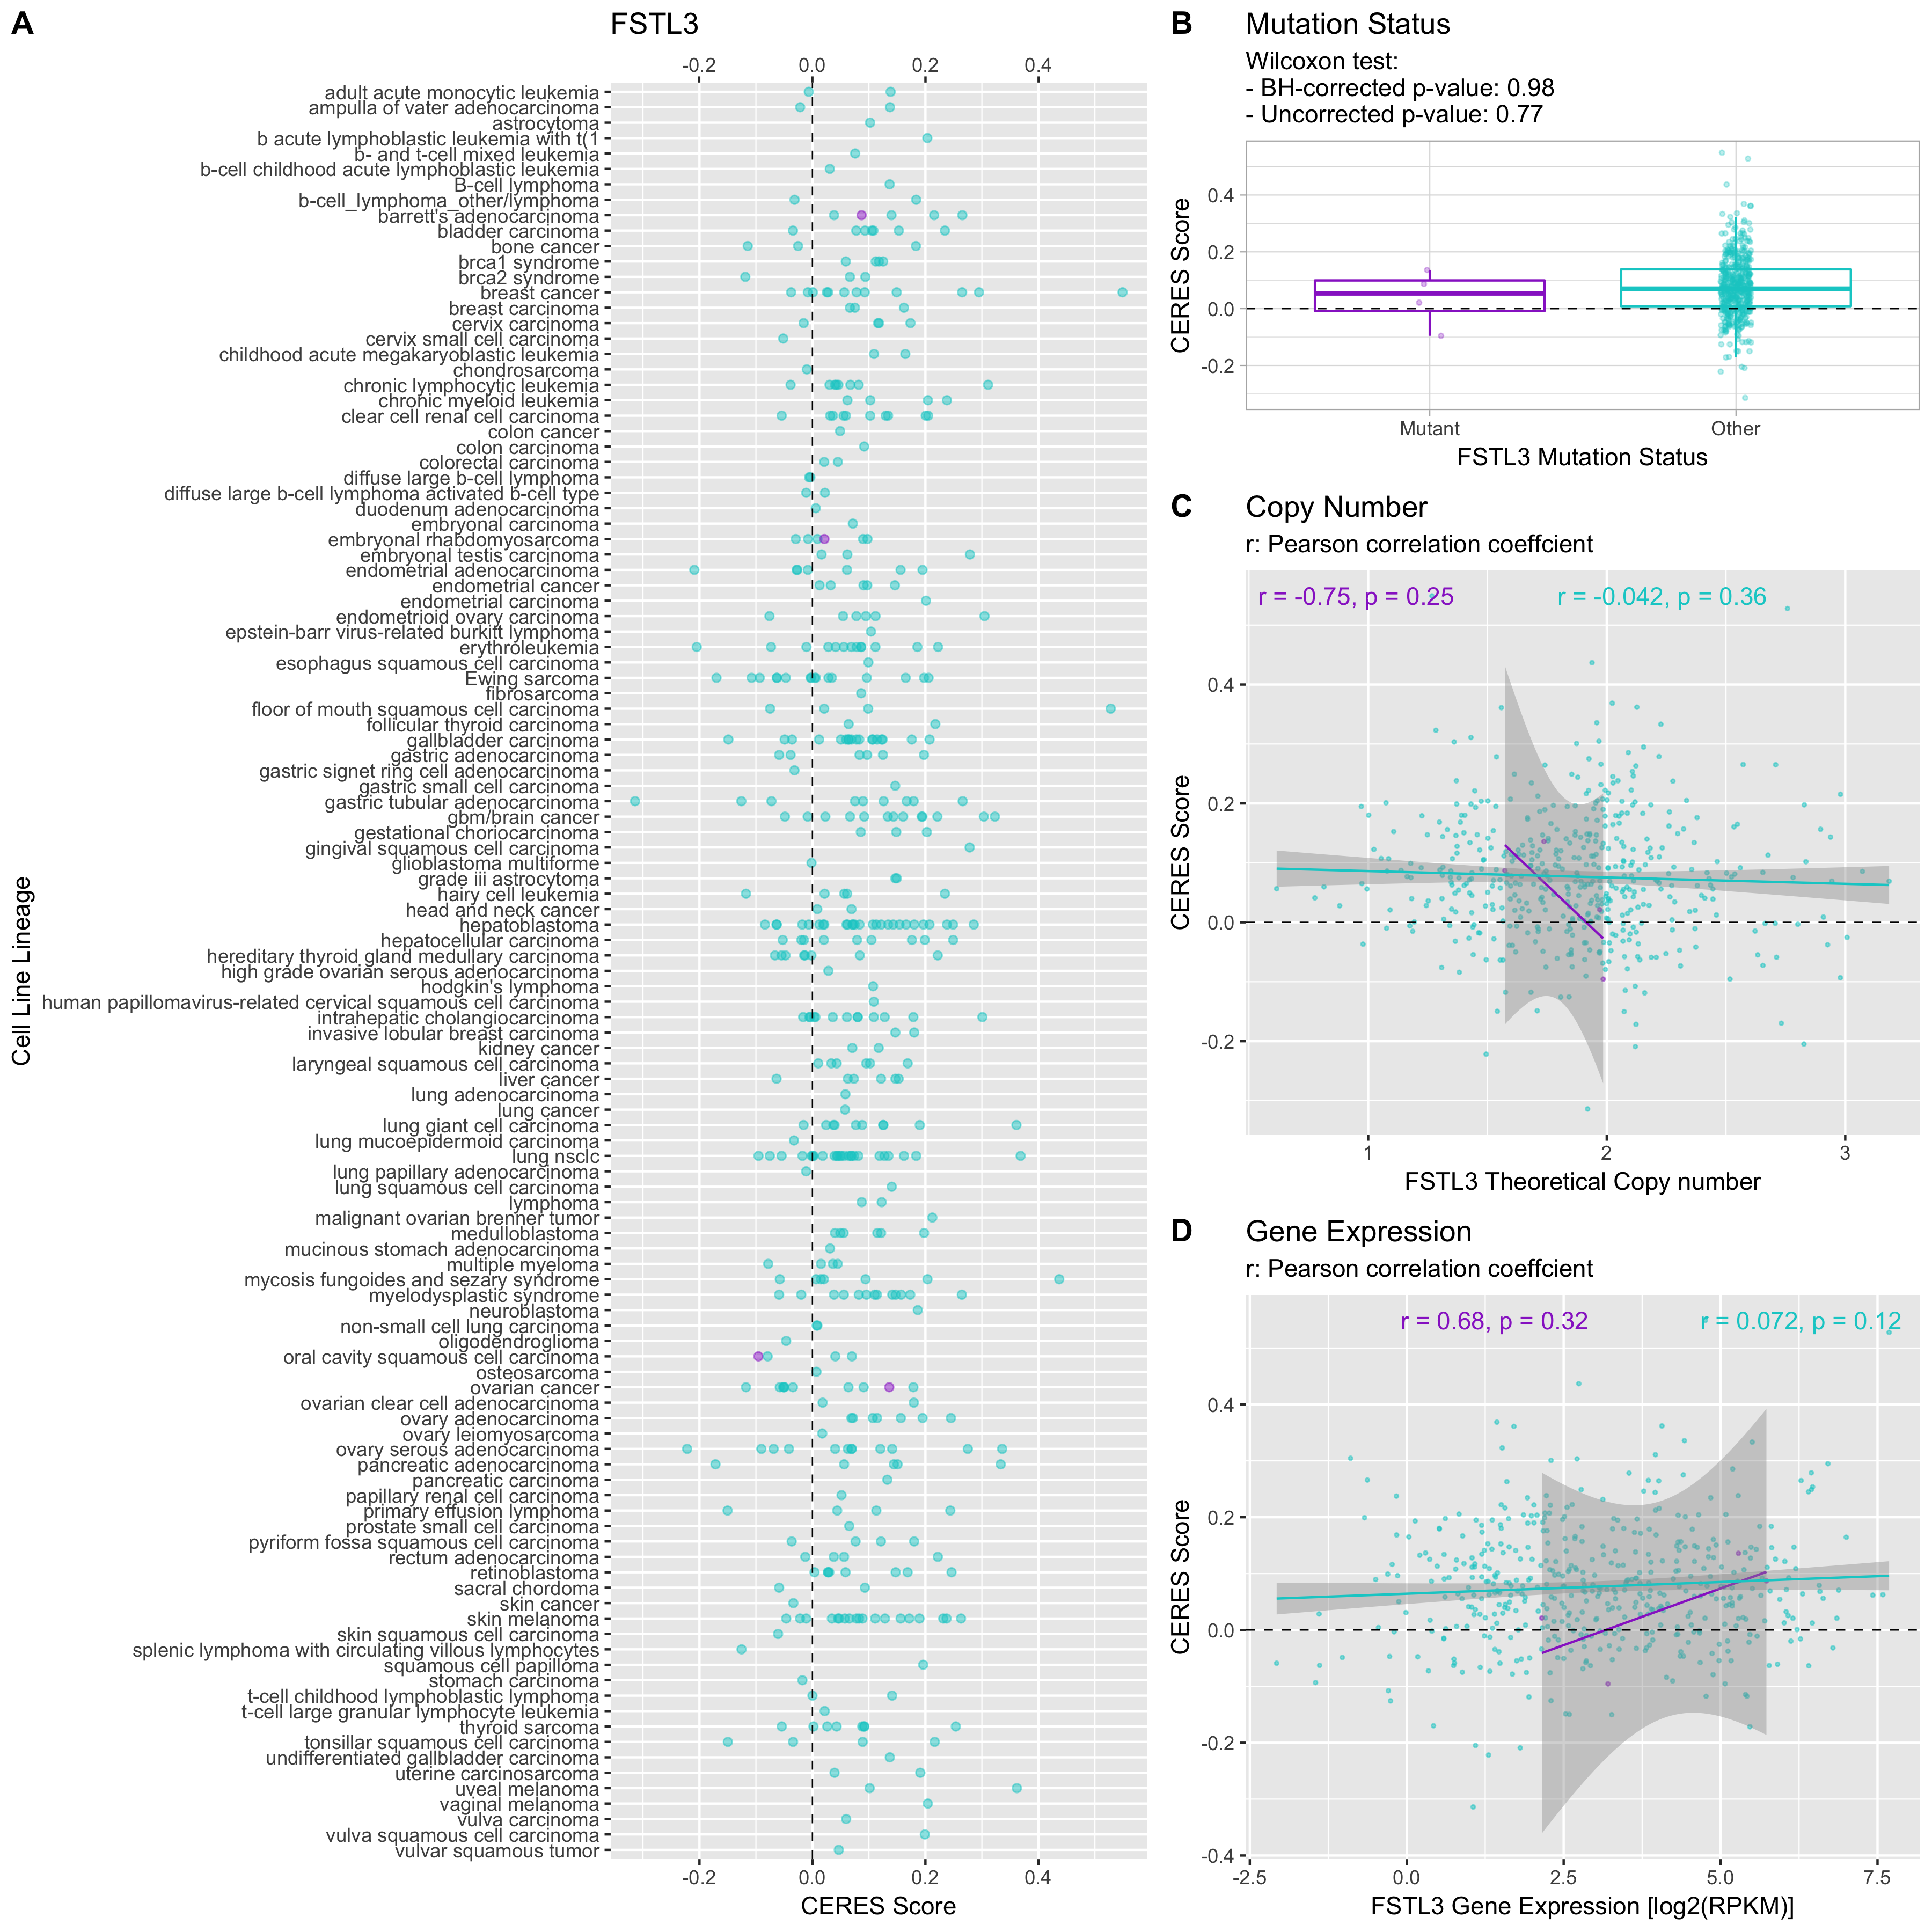 A
FSTL3
-0.2 0.0 0.2 0.4
adult acute monocytic leukemia
ampulla of vater adenocarcinoma
astrocytoma
b acute lymphoblastic leukemia with t(1
b- and t-cell mixed leukemia
b-cell childhood acute lymphoblastic leukemia
B-cell lymphoma
b-cell_lymphoma_other/lymphoma
barrett's adenocarcinoma
bladder carcinoma
bone cancer
brca1 syndrome
brca2 syndrome
breast cancer
breast carcinoma
cervix carcinoma
cervix small cell carcinoma
childhood acute megakaryoblastic leukemia
chondrosarcoma
chronic lymphocytic leukemia
chronic myeloid leukemia
clear cell renal cell carcinoma
colon cancer
colon carcinoma
colorectal carcinoma
diffuse large b-cell lymphoma
diffuse large b-cell lymphoma activated b-cell type
duodenum adenocarcinoma
embryonal carcinoma
embryonal rhabdomyosarcoma
embryonal testis carcinoma
endometrial adenocarcinoma
endometrial cancer
endometrial carcinoma
endometrioid ovary carcinoma
epstein-barr virus-related burkitt lymphoma
erythroleukemia
esophagus squamous cell carcinoma
Ewing sarcoma
fibrosarcoma
floor of mouth squamous cell carcinoma
follicular thyroid carcinoma
gallbladder carcinoma
gastric adenocarcinoma
gastric signet ring cell adenocarcinoma
gastric small cell carcinoma
gastric tubular adenocarcinoma
gbm/brain cancer
gestational choriocarcinoma
gingival squamous cell carcinoma
glioblastoma multiforme
grade iii astrocytoma
hairy cell leukemia
head and neck cancer
hepatoblastoma
hepatocellular carcinoma
hereditary thyroid gland medullary carcinoma
high grade ovarian serous adenocarcinoma
hodgkin's lymphoma
human papillomavirus-related cervical squamous cell carcinoma
intrahepatic cholangiocarcinoma
invasive lobular breast carcinoma
kidney cancer
laryngeal squamous cell carcinoma
liver cancer
lung adenocarcinoma
lung cancer
lung giant cell carcinoma
lung mucoepidermoid carcinoma
lung nsclc
lung papillary adenocarcinoma
lung squamous cell carcinoma
lymphoma
malignant ovarian brenner tumor
medulloblastoma
mucinous stomach adenocarcinoma
multiple myeloma
mycosis fungoides and sezary syndrome
myelodysplastic syndrome
neuroblastoma
non-small cell lung carcinoma
oligodendroglioma
oral cavity squamous cell carcinoma
osteosarcoma
ovarian cancer
ovarian clear cell adenocarcinoma
ovary adenocarcinoma
ovary leiomyosarcoma
ovary serous adenocarcinoma
pancreatic adenocarcinoma
pancreatic carcinoma
papillary renal cell carcinoma
primary effusion lymphoma
prostate small cell carcinoma
pyriform fossa squamous cell carcinoma
rectum adenocarcinoma
retinoblastoma
sacral chordoma
skin cancer
skin melanoma
skin squamous cell carcinoma
splenic lymphoma with circulating villous lymphocytes
squamous cell papilloma
stomach carcinoma
t-cell childhood lymphoblastic lymphoma
t-cell large granular lymphocyte leukemia
thyroid sarcoma
tonsillar squamous cell carcinoma
undifferentiated gallbladder carcinoma
uterine carcinosarcoma
uveal melanoma
vaginal melanoma
vulva carcinoma
vulva squamous cell carcinoma
vulvar squamous tumor
Cell Line Lineage
-0.2 0.0 0.2 0.4
CERES Score
B
Mutation Status
Wilcoxon test:
- BH-corrected p-value: 0.98
- Uncorrected p-value: 0.77
CERES Score
0.4
0.2
0.0
-0.2
Mutant Other
FSTL3 Mutation Status
C
Copy Number
r: Pearson correlation coeffcient
r = -0.75, p = 0.25 r = -0.042, p = 0.36
CERES Score
0.4
0.2
0.0
-0.2
1 2 3
FSTL3 Theoretical Copy number
D
Gene Expression
r: Pearson correlation coeffcient
r = 0.68, p = 0.32 r = 0.072, p = 0.12
CERES Score
0.4
0.2
0.0
-0.2
-0.4
-2.5 0.0 2.5 5.0 7.5
FSTL3 Gene Expression [log2(RPKM)]